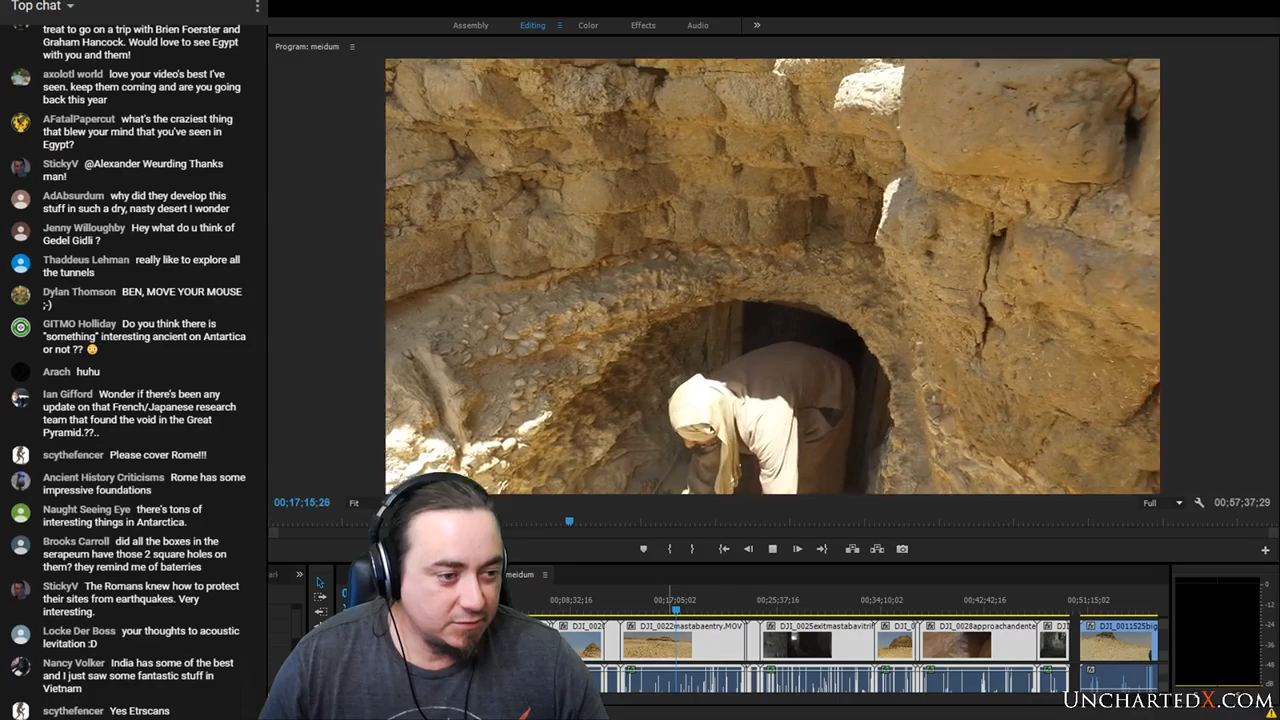 Top chat
treat to go on a trip with Brien Foerster and
Graham Hancock. Would love to see Egypt
with you and them!
axolotl world love your video's best I've
seen. keep them coming and are you going
back this year
AFatalPapercut what's the craziest thing
that blew your mind that you've seen in
Egypt?
StickyV @Alexander Weurding Thanks
man!
AdAbsurdum why did they develop this
stuff in such a dry, nasty desert I wonder
Jenny Willoughby Hey what do u think of
Gedel Gidli ?
Thaddeus Lehman really like to explore all
the tunnels
Dylan Thomson BEN, MOVE YOUR MOUSE
;-)
GITMO Holliday Do you think there is
"something" interesting ancient on Antartica
or not ?? 😳
Arach huhu
Ian Gifford Wonder if there's been any
update on that French/Japanese research
team that found the void in the Great
Pyramid.??..
scythefencer Please cover Rome!!!
Ancient History Criticisms Rome has some
impressive foundations
Naught Seeing Eye there's tons of
interesting things in Antarctica.
Brooks Carroll did all the boxes in the
serapeum have those 2 square holes on
them? they remind me of baterries
StickyV The Romans knew how to protect
their sites from earthquakes. Very
interesting.
Locke Der Boss your thoughts to acoustic
levitation :D
Nancy Volker India has some of the best
and I just saw some fantastic stuff in
Vietnam
scythefencer Yes Etrscans
Assembly Editing Color Effects Audio
Program: meidum
00;17;15;26 Fit Full 00;57;37;29
meidum
00;08;32;16 00;17;05;02 00;25;37;16 00;34;10;02 00;42;42;16 00;51;15;02
DJI_002 DJI_0022mastabaentry.MOV DJI_0025exitmastabavitrif DJI_0 DJI_0028approachandente DJI DJI_0011525big
-12
-24
-36
-48
dB
UnchartedX.com